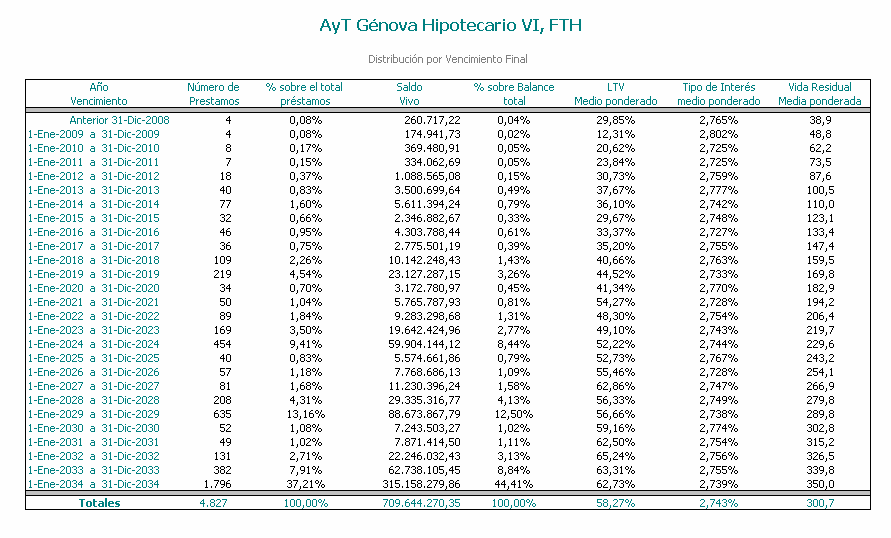 AyT Génova Hipotecario VI, FTH
Distribución por Vencimiento Final
Año Número de % sobre el total Saldo % sobre Balance LTV Tipo de Interés Vida Residual
Vencimiento Prestamos préstamos Vivo total Medio ponderado medio ponderado Media ponderada
Anterior 31-Dic-2008 4 0,08% 260.717,22 0,04% 29,85% 2,765% 38,9
1-Ene-2009 a 31-Dic-2009 4 0,08% 174.941,73 0,02% 12,31% 2,802% 48,8
1-Ene-2010 a 31-Dic-2010 8 0,17% 369.480,91 0,05% 20,62% 2,725% 62,2
1-Ene-2011 a 31-Dic-2011 7 0,15% 334.062,69 0,05% 23,84% 2,725% 73,5
1-Ene-2012 a 31-Dic-2012 18 0,37% 1.088.565,08 0,15% 30,73% 2,759% 87,6
1-Ene-2013 a 31-Dic-2013 40 0,83% 3.500.699,64 0,49% 37,67% 2,777% 100,5
1-Ene-2014 a 31-Dic-2014 77 1,60% 5.611.394,24 0,79% 36,10% 2,742% 110,0
1-Ene-2015 a 31-Dic-2015 32 0,66% 2.346.882,67 0,33% 29,67% 2,748% 123,1
1-Ene-2016 a 31-Dic-2016 46 0,95% 4.303.788,44 0,61% 33,37% 2,727% 133,4
1-Ene-2017 a 31-Dic-2017 36 0,75% 2.775.501,19 0,39% 35,20% 2,755% 147,4
1-Ene-2018 a 31-Dic-2018 109 2,26% 10.142.248,43 1,43% 40,66% 2,763% 159,5
1-Ene-2019 a 31-Dic-2019 219 4,54% 23.127.287,15 3,26% 44,52% 2,733% 169,8
1-Ene-2020 a 31-Dic-2020 34 0,70% 3.172.780,97 0,45% 41,34% 2,770% 182,9
1-Ene-2021 a 31-Dic-2021 50 1,04% 5.765.787,93 0,81% 54,27% 2,728% 194,2
1-Ene-2022 a 31-Dic-2022 89 1,84% 9.283.298,68 1,31% 48,30% 2,754% 206,4
1-Ene-2023 a 31-Dic-2023 169 3,50% 19.642.424,96 2,77% 49,10% 2,743% 219,7
1-Ene-2024 a 31-Dic-2024 454 9,41% 59.904.144,12 8,44% 52,22% 2,744% 229,6
1-Ene-2025 a 31-Dic-2025 40 0,83% 5.574.661,86 0,79% 52,73% 2,767% 243,2
1-Ene-2026 a 31-Dic-2026 57 1,18% 7.768.686,13 1,09% 55,46% 2,728% 254,1
1-Ene-2027 a 31-Dic-2027 81 1,68% 11.230.396,24 1,58% 62,86% 2,747% 266,9
1-Ene-2028 a 31-Dic-2028 208 4,31% 29.335.316,77 4,13% 56,33% 2,749% 279,8
1-Ene-2029 a 31-Dic-2029 635 13,16% 88.673.867,79 12,50% 56,66% 2,738% 289,8
1-Ene-2030 a 31-Dic-2030 52 1,08% 7.243.503,27 1,02% 59,16% 2,774% 302,8
1-Ene-2031 a 31-Dic-2031 49 1,02% 7.871.414,50 1,11% 62,50% 2,754% 315,2
1-Ene-2032 a 31-Dic-2032 131 2,71% 22.246.032,43 3,13% 65,24% 2,756% 326,5
1-Ene-2033 a 31-Dic-2033 382 7,91% 62.738.105,45 8,84% 63,31% 2,755% 339,8
1-Ene-2034 a 31-Dic-2034 1.796 37,21% 315.158.279,86 44,41% 62,73% 2,739% 350,0
Totales 4.827 100,00% 709.644.270,35 100,00% 58,27% 2,743% 300,7